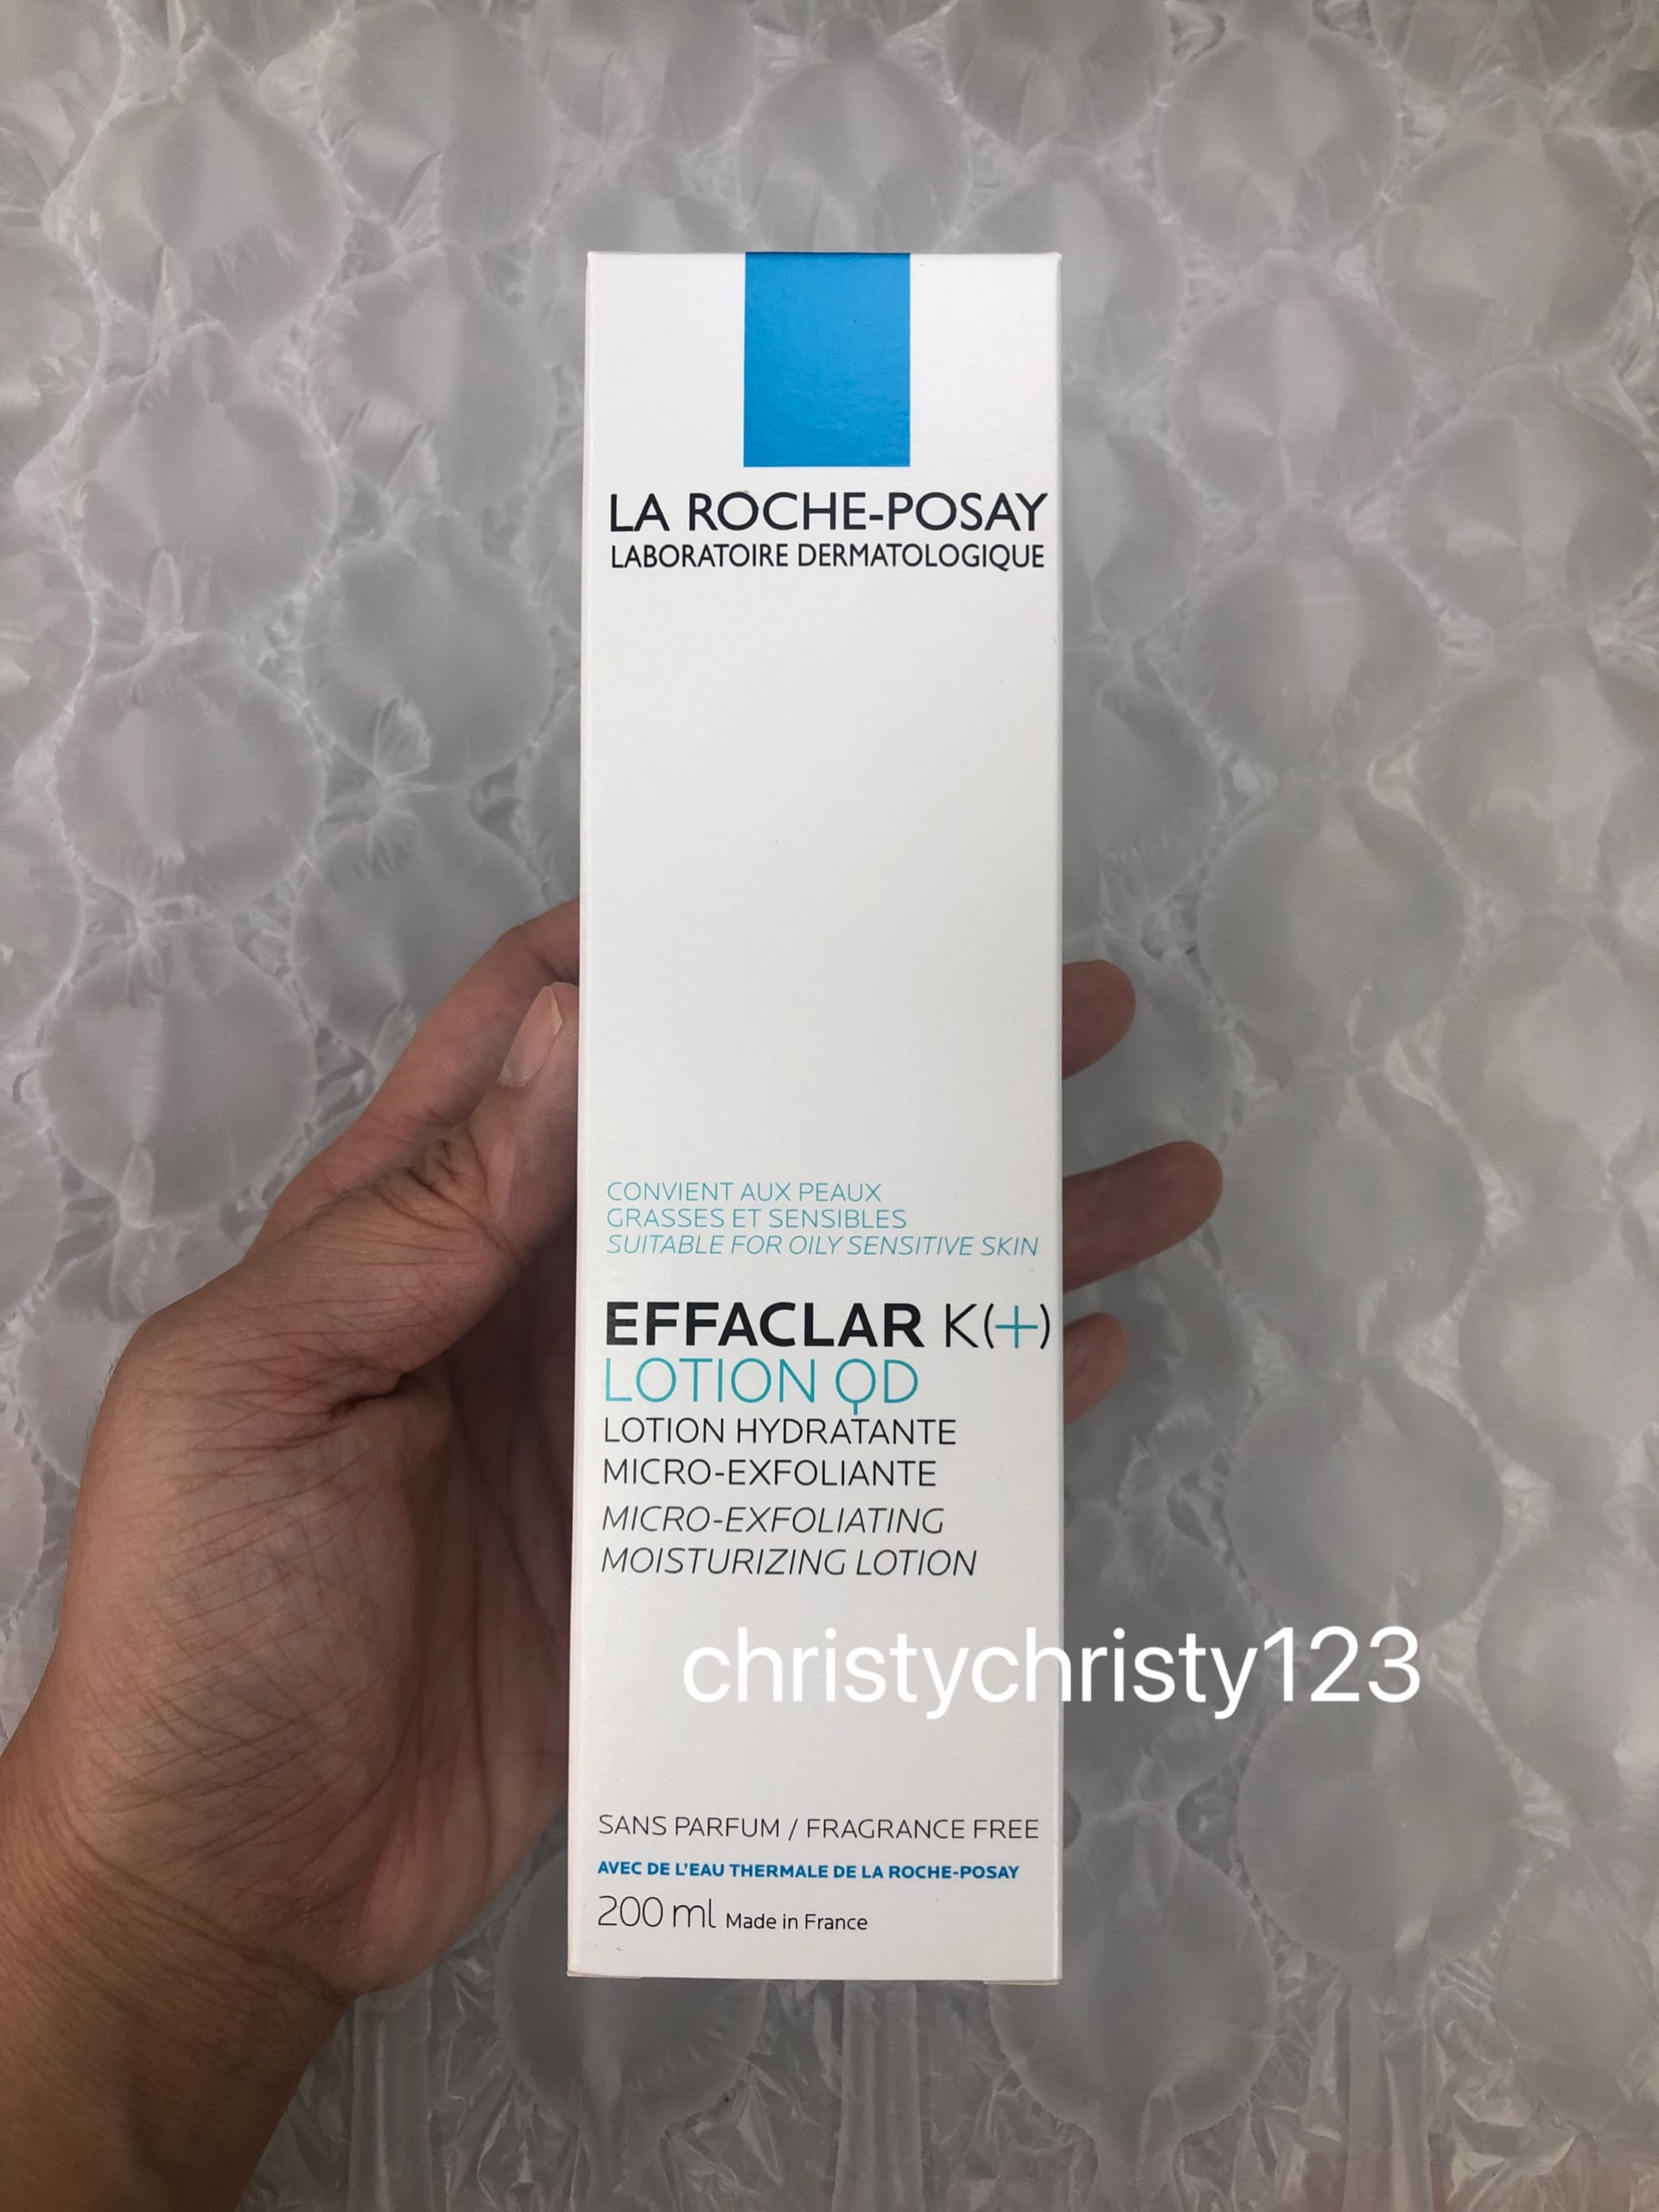 LA ROCHE-POSAY
LABORATOIRE DERMATOLOGIQUE
CONVIENT AUX PEAUX
GRASSES ET SENSIBLES
SUITABLE FOR OILY SENSITIVE SKIN
EFFACLAR K(+)
LOTION QD
LOTION HYDRATANTE
MICRO-EXFOLIANTE
MICRO-EXFOLIATING
MOISTURIZING LOTION
christychristy123
SANS PARFUM / FRAGRANCE FREE
AVEC DE L'EAU THERMALE DE LA ROCHE-POSAY
200 ml Made in France